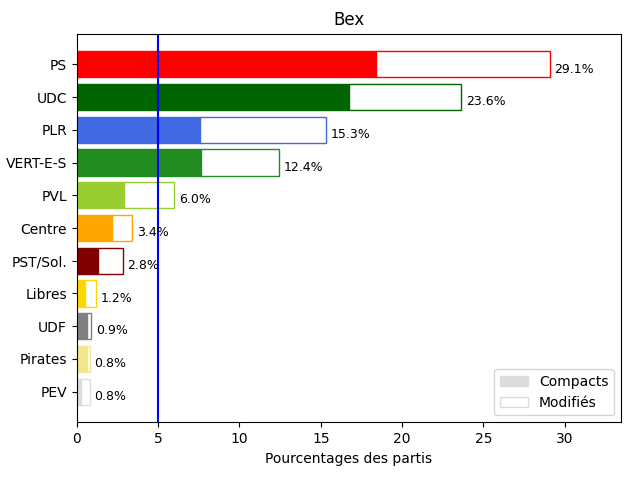 Bex
PS
29.1%
UDC
23.6%
PLR
15.3%
VERT-E-S
12.4%
PVL
6.0%
Centre
3.4%
PST/Sol.
2.8%
Libres
1.2%
UDF
0.9%
Pirates
0.8%
PEV
0.8%
Compacts
Modifiés
0 5 10 15 20 25 30
Pourcentages des partis